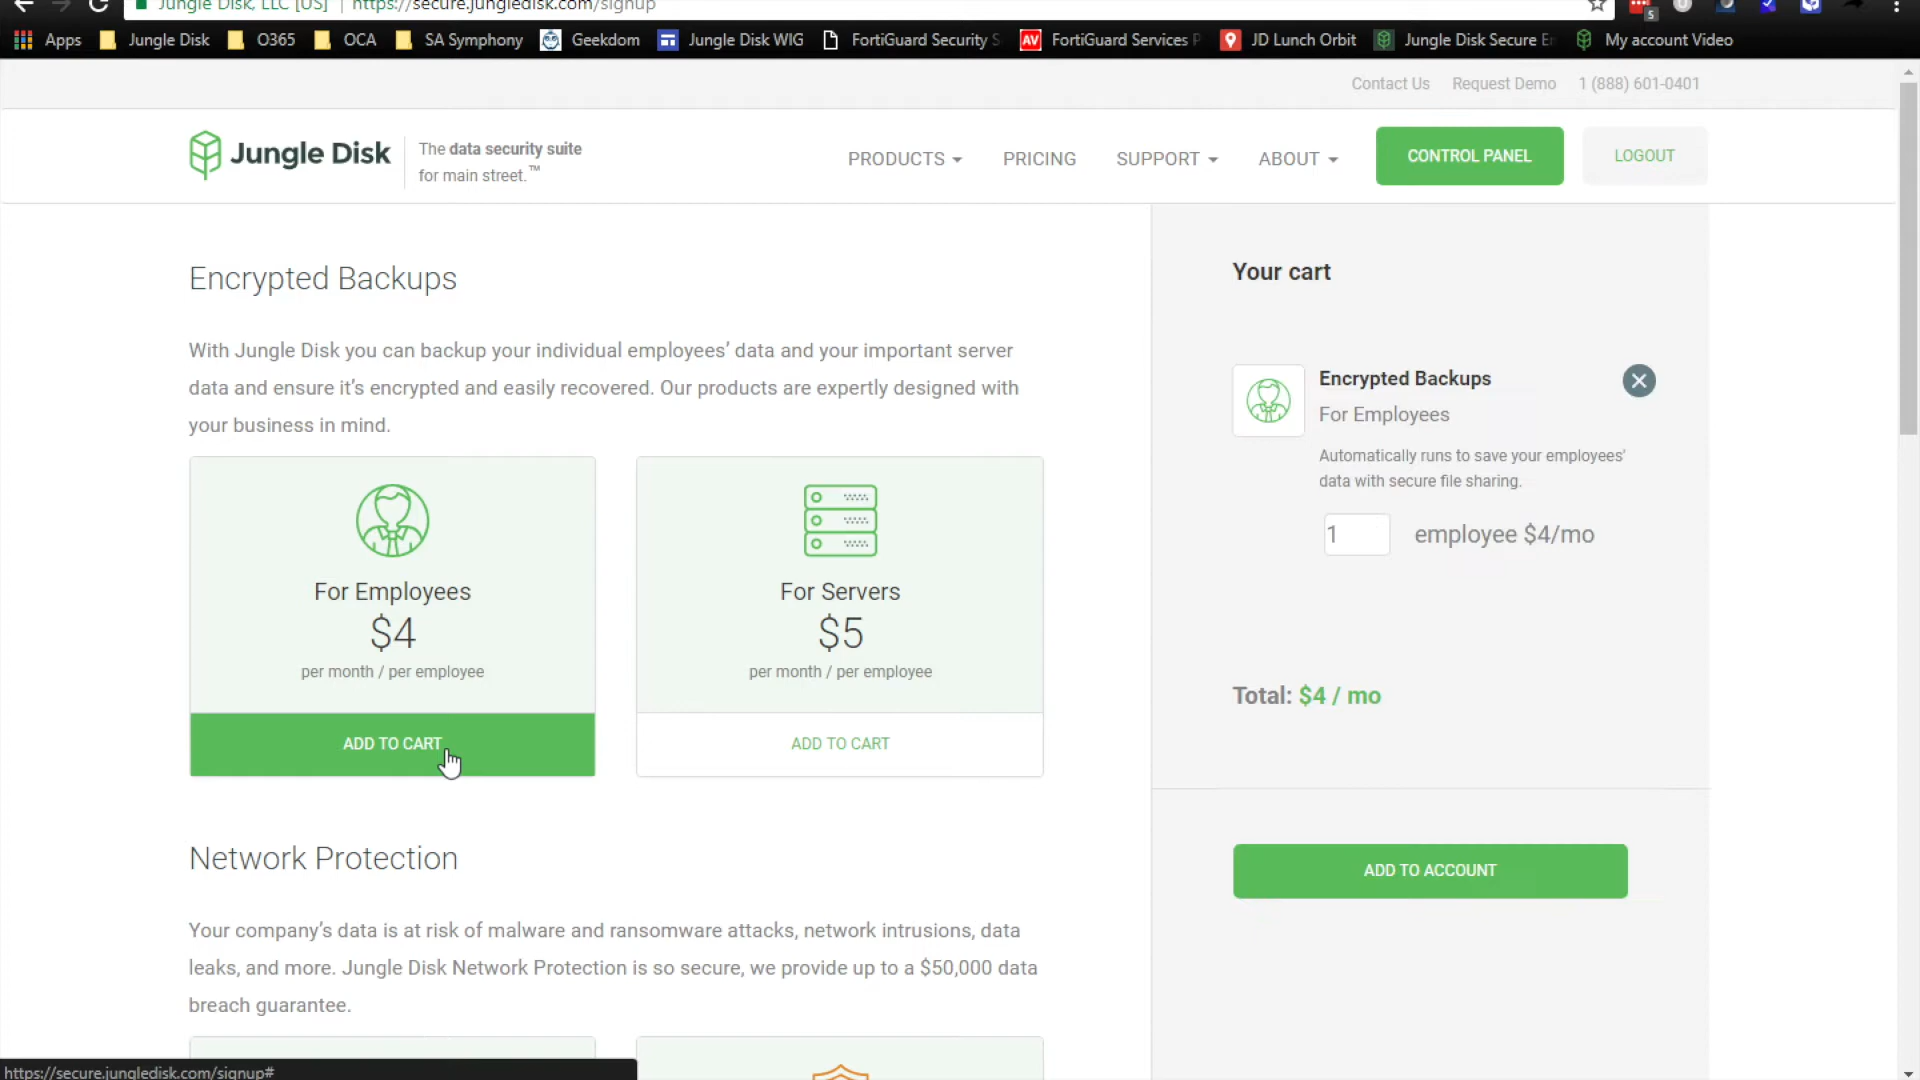 Jungle Disk, LLC [US] | https://secure.jungledisk.com/signup
5
Apps Jungle Disk O365 OCA SA Symphony Geekdom Jungle Disk WIG FortiGuard Security S AV FortiGuard Services P JD Lunch Orbit Jungle Disk Secure En My account Video
Contact Us Request Demo 1 (888) 601-0401
Jungle Disk
The data security suite
for main street.™
PRODUCTS PRICING SUPPORT ABOUT CONTROL PANEL LOGOUT
Encrypted Backups
With Jungle Disk you can backup your individual employees’ data and your important server
data and ensure it’s encrypted and easily recovered. Our products are expertly designed with
your business in mind.
For Employees
$4
per month / per employee
ADD TO CART
For Servers
$5
per month / per employee
ADD TO CART
Network Protection
Your company’s data is at risk of malware and ransomware attacks, network intrusions, data
leaks, and more. Jungle Disk Network Protection is so secure, we provide up to a $50,000 data
breach guarantee.
Your cart
Encrypted Backups
For Employees
Automatically runs to save your employees’
data with secure file sharing.
1 employee $4/mo
Total: $4 / mo
ADD TO ACCOUNT
https://secure.jungledisk.com/signup#